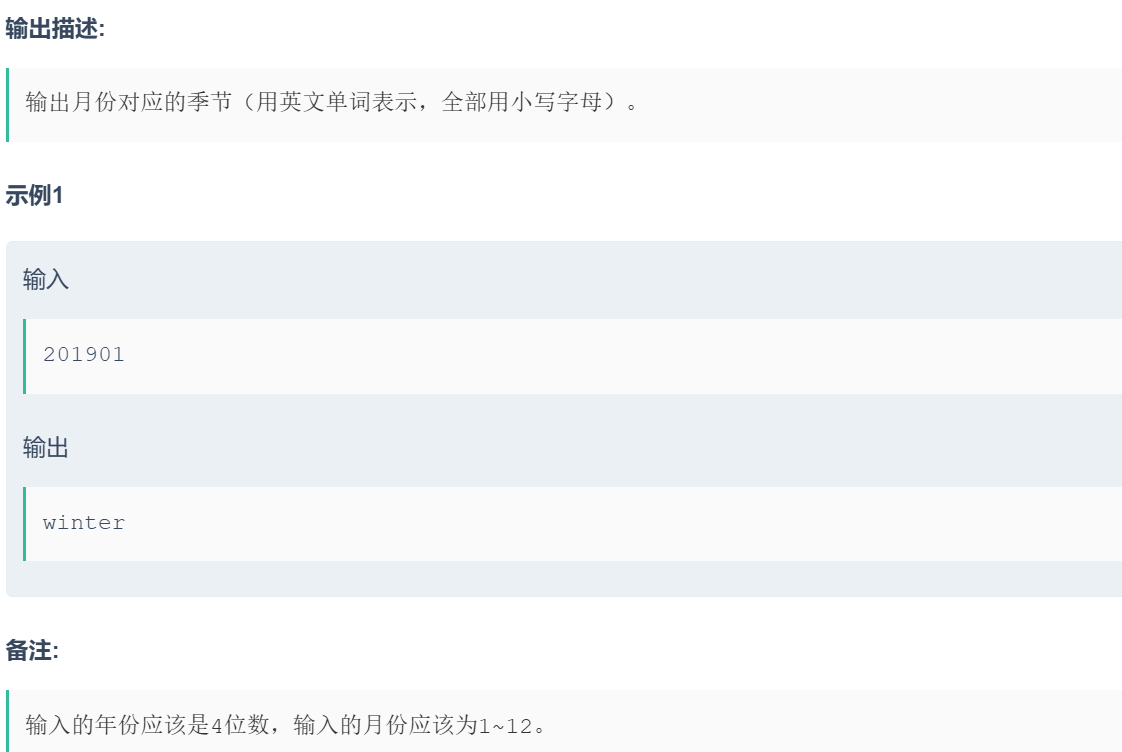 输出描述:
输出月份对应的季节（用英文单词表示，全部用小写字母）。
示例1
输入
201901
输出
winter
备注:
输入的年份应该是4位数，输入的月份应该为1~12。